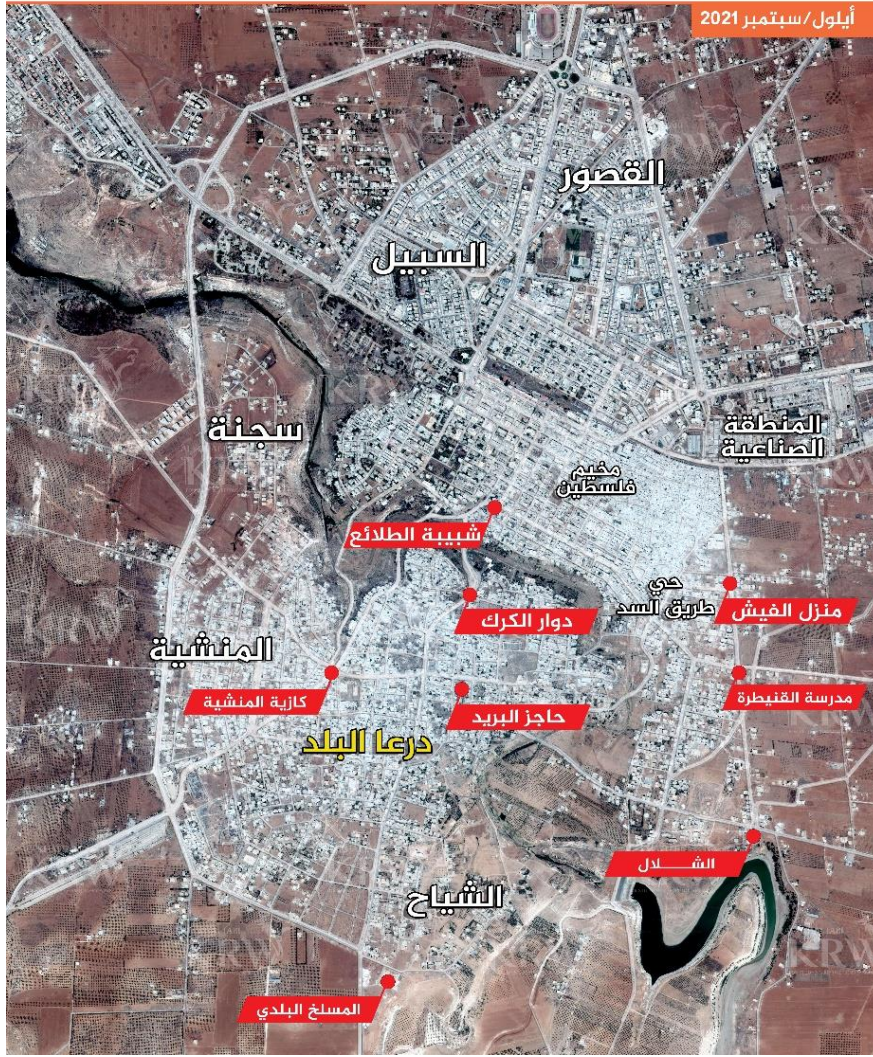 أيلول/سبتمبر 2021
القصور
السبيل
المنطقة
الصناعية
سجنة
مخيم
فلسطين
شبيبة الطلائع
حي
طريق السد
منزل الفيش
دوار الكرك
المنشية
مدرسة القنيطرة
كازية المنشية
حاجز البريد
درعا البلد
الشلال
الشياح
المسلخ البلدي
KRW